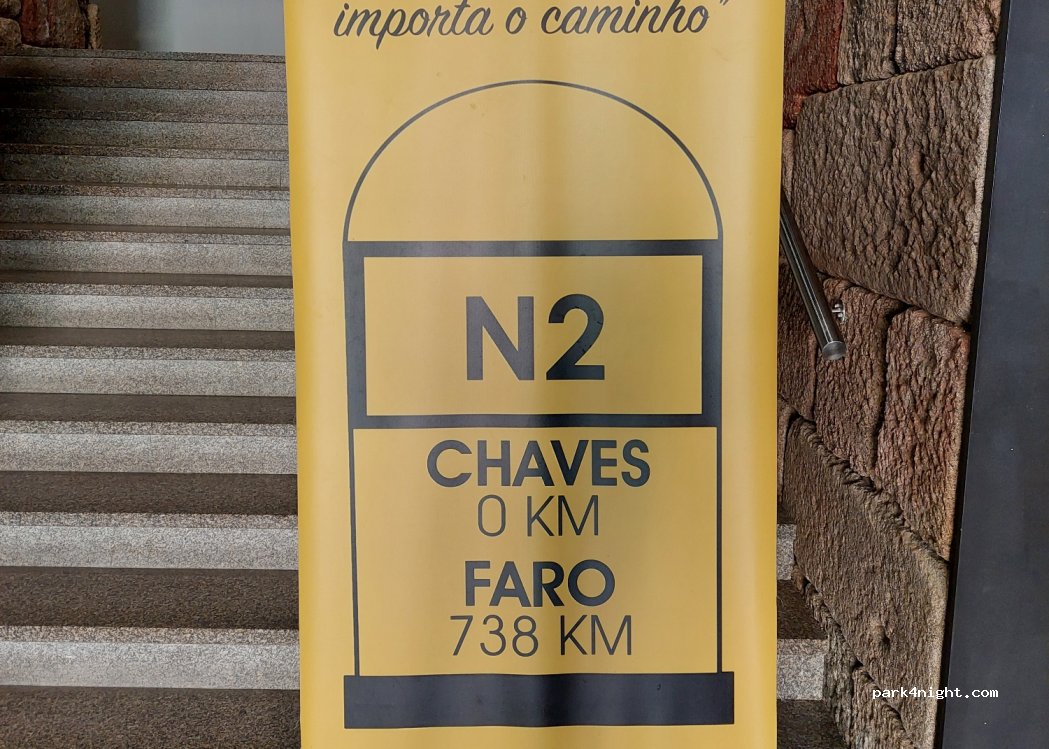 importa o caminho"
N2
CHAVES
0 KM
FARO
738 KM
park4night.com